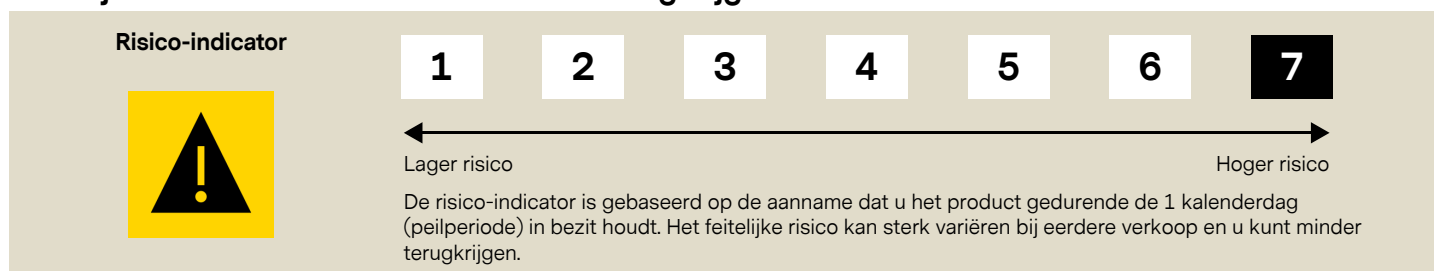 Risico-indicator
1 2 3 4 5 6 7
Lager risico Hoger risico
De risico-indicator is gebaseerd op de aanname dat u het product gedurende de 1 kalenderdag
(peilperiode) in bezit houdt. Het feitelijke risico kan sterk variëren bij eerdere verkoop en u kunt minder
terugkrijgen.